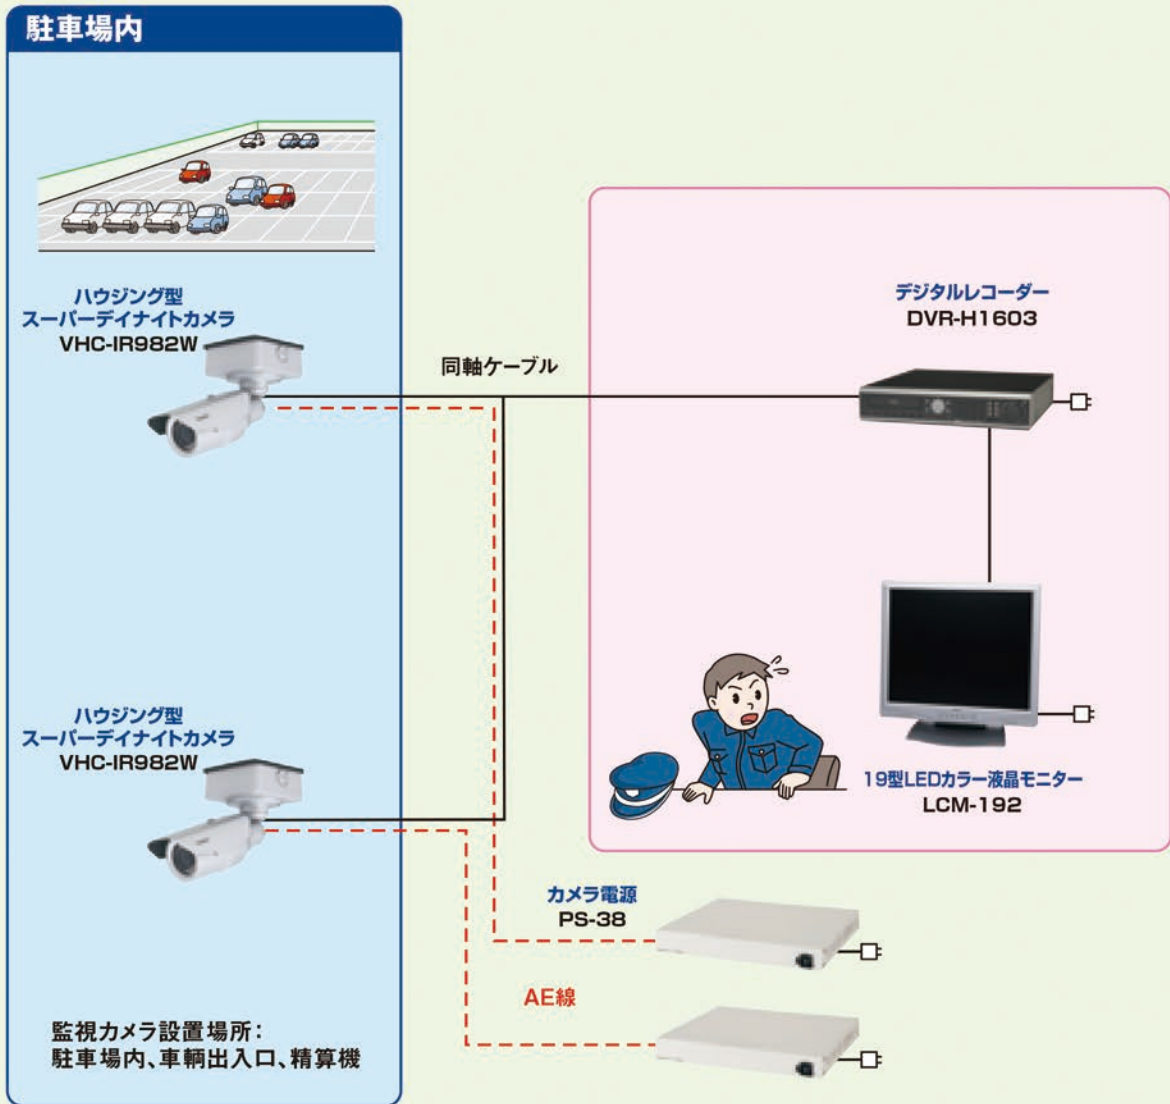 駐車場内
ハウジング型
スーパーデイナイトカメラ
VHC-IR982W
同軸ケーブル
デジタルレコーダー
DVR-H1603
ハウジング型
スーパーデイナイトカメラ
VHC-IR982W
19型LEDカラー液晶モニター
LCM-192
カメラ電源
PS-38
AE線
監視カメラ設置場所：
駐車場内、車輌出入口、精算機